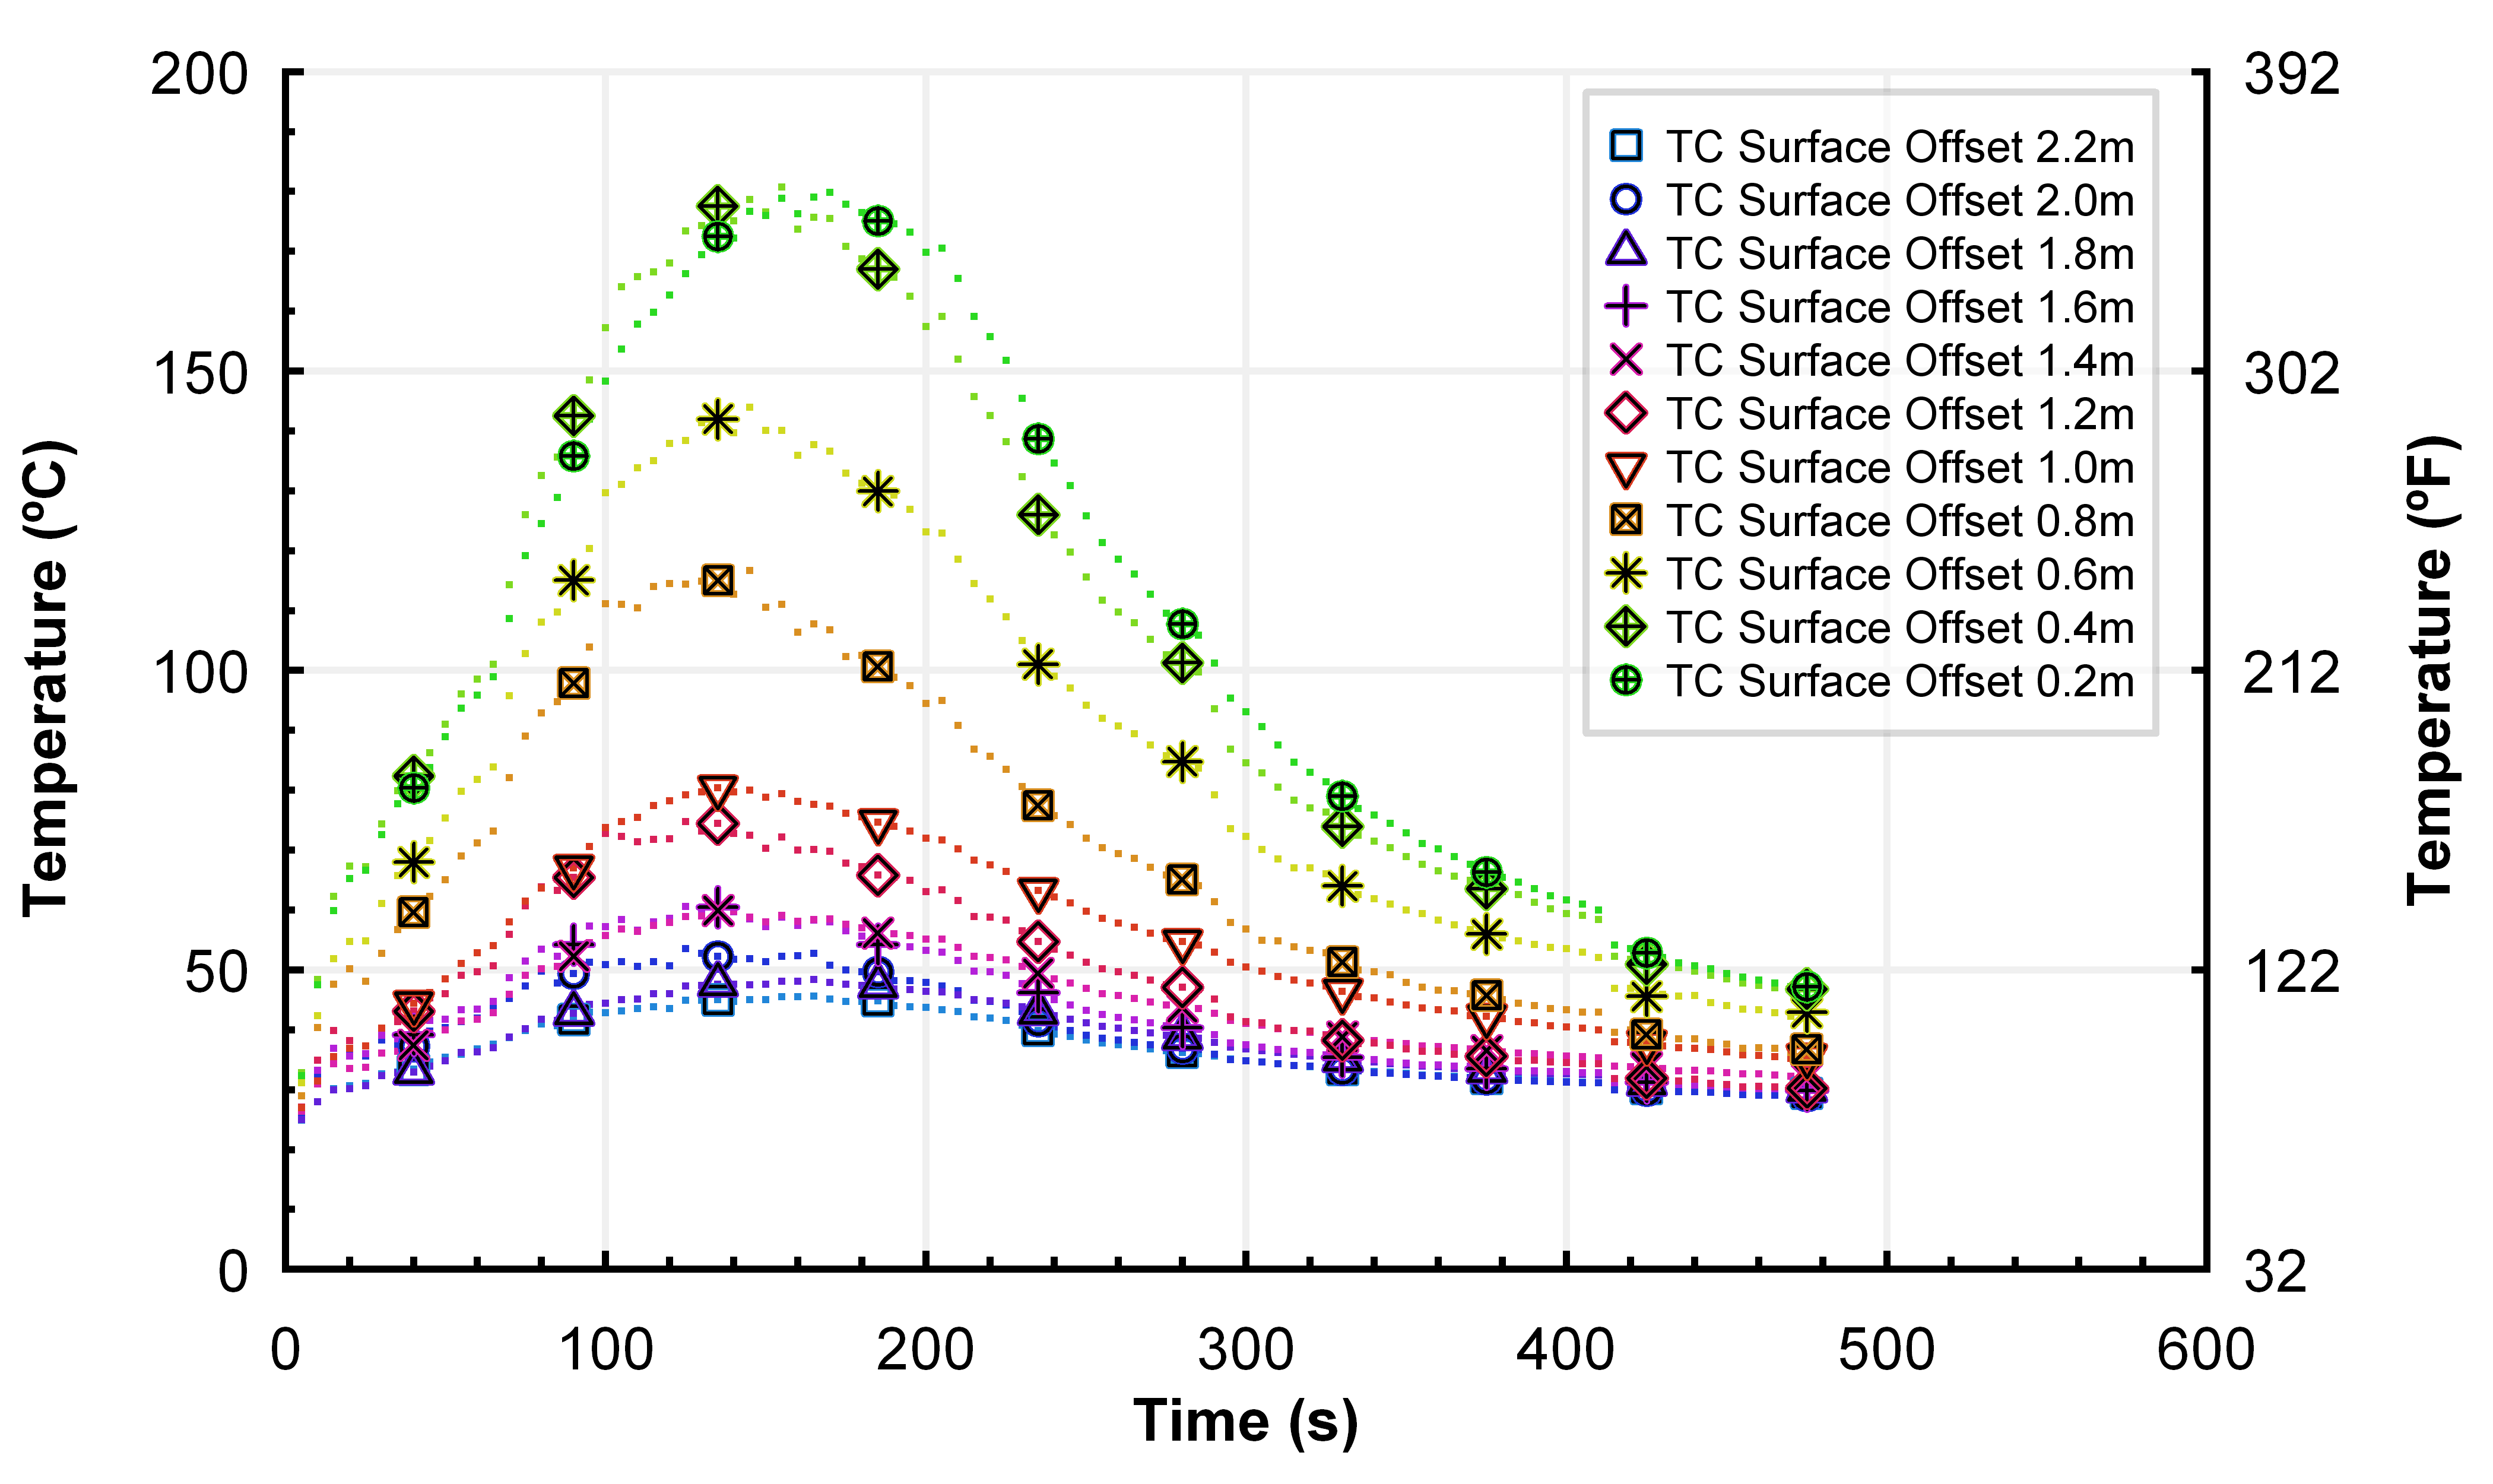 200
150
100
50
0
Temperature (ºC)
392
302
212
122
32
Temperature (ºF)
TC Surface Offset 2.2m
TC Surface Offset 2.0m
TC Surface Offset 1.8m
TC Surface Offset 1.6m
TC Surface Offset 1.4m
TC Surface Offset 1.2m
TC Surface Offset 1.0m
TC Surface Offset 0.8m
TC Surface Offset 0.6m
TC Surface Offset 0.4m
TC Surface Offset 0.2m
0 100 200 300 400 500 600
Time (s)